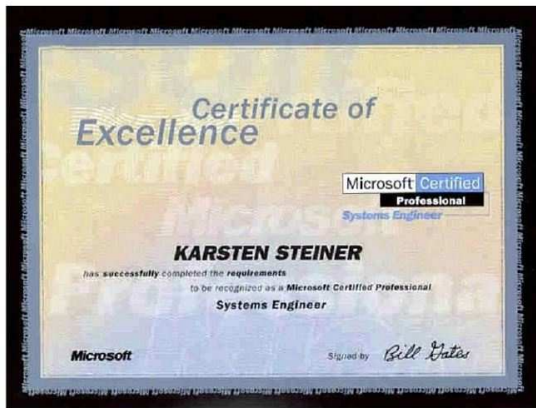 Certificate of
Excellence
Microsoft Certified
Professional
Systems Engineer
KARSTEN STEINER
has successfully completed the requirements
to be recognized as a Microsoft Certified Professional
Systems Engineer
Microsoft
Signed by Bill Gates